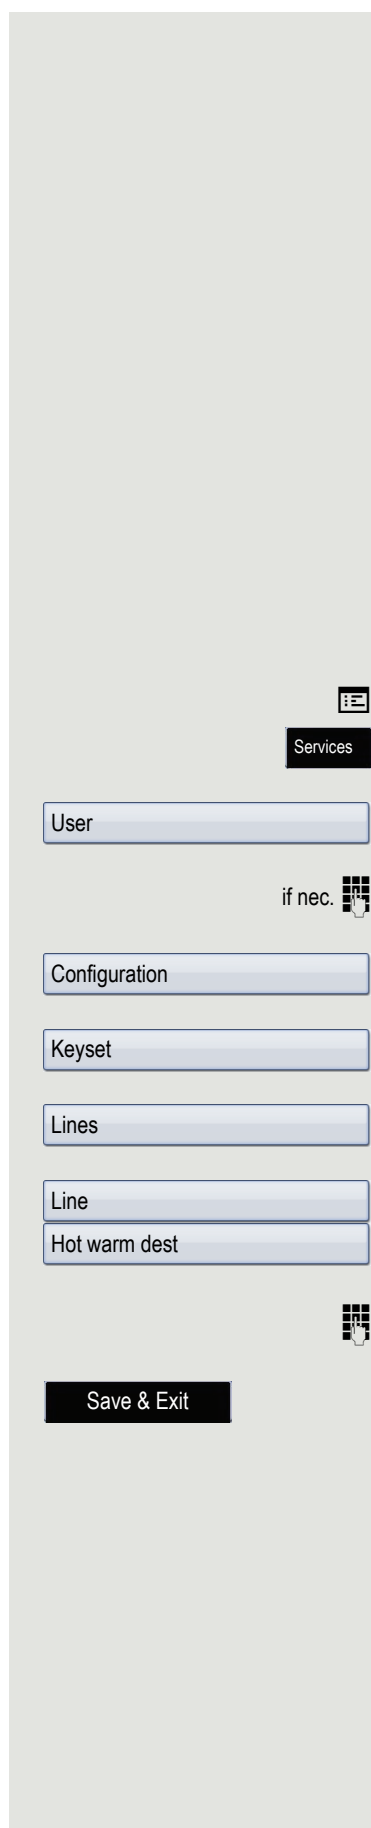 Services
User
if nec.
Configuration
Keyset
Lines
Line
Hot warm dest
Save & Exit